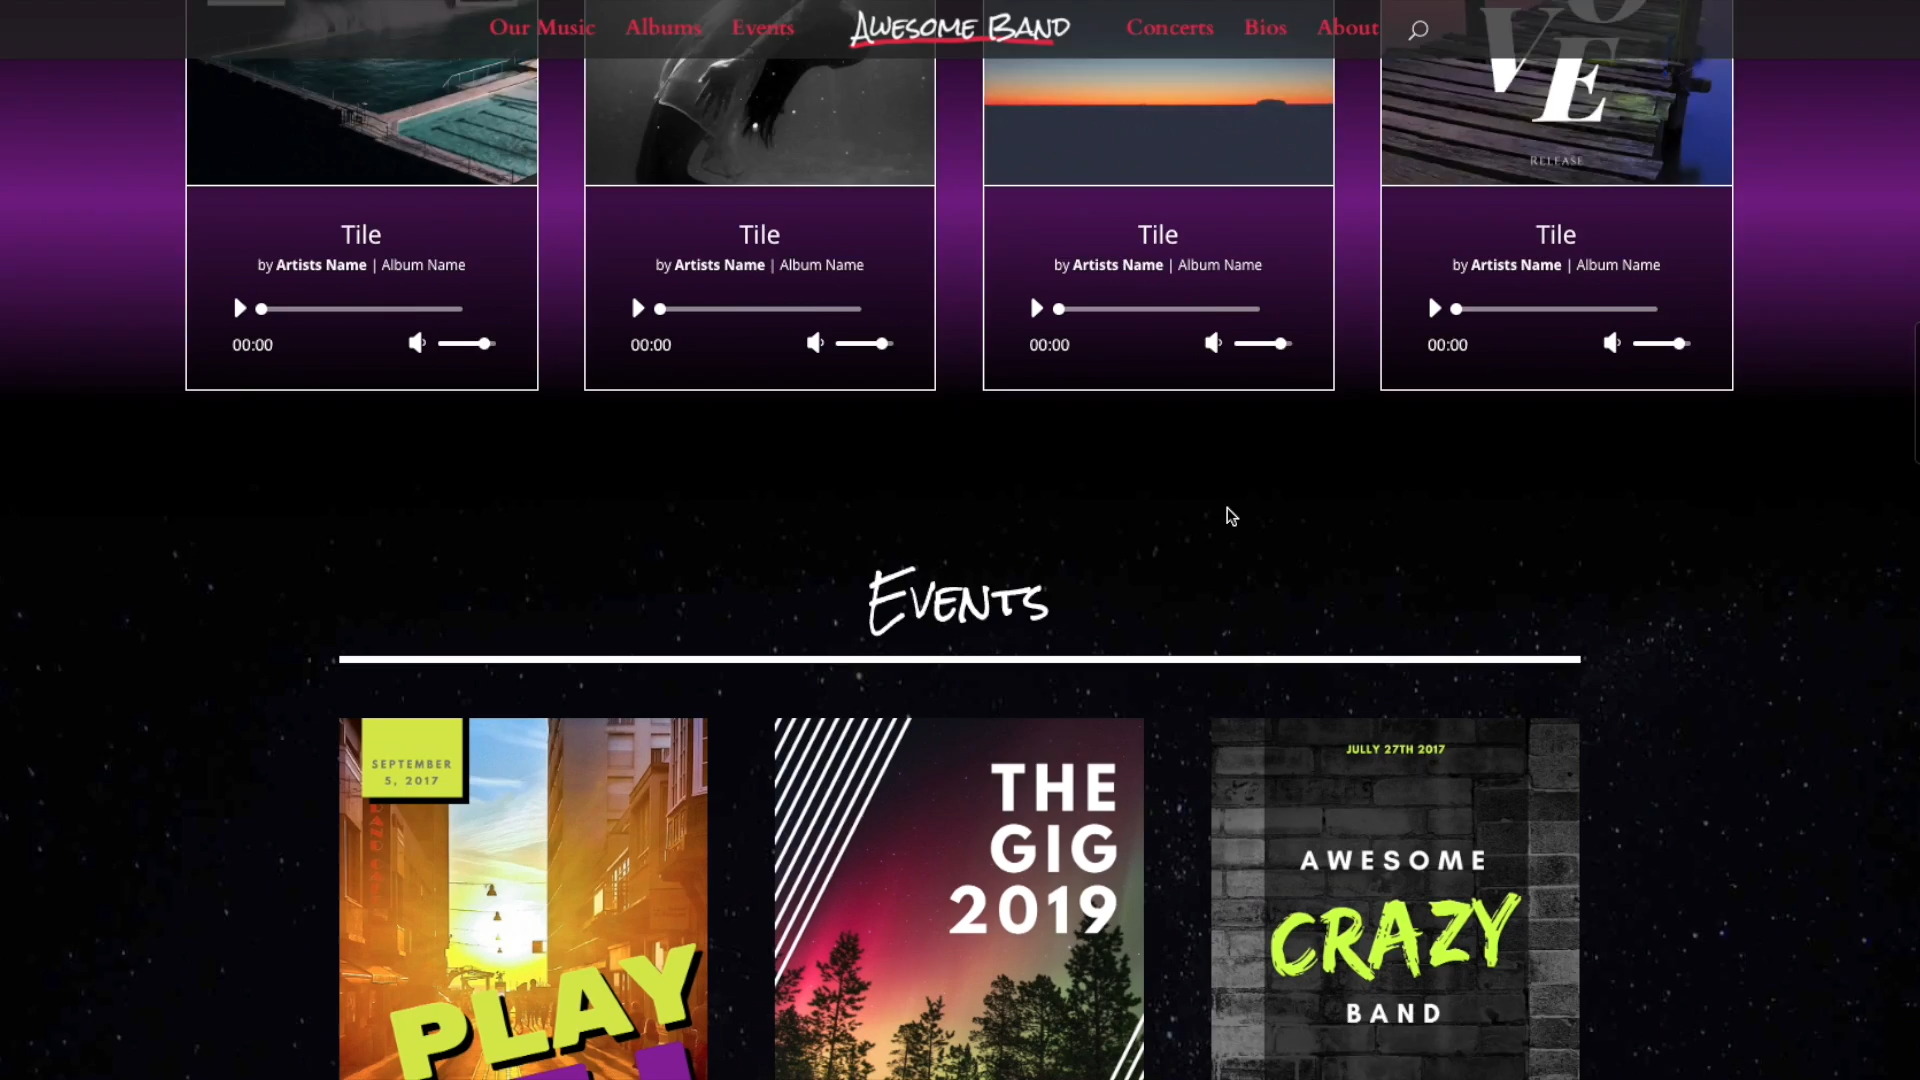 Our Music Albums Events AWESOME BAND Concerts Bios About
VE
RELEASE
Tile
by Artists Name | Album Name
00:00
Tile
by Artists Name | Album Name
00:00
Tile
by Artists Name | Album Name
00:00
Tile
by Artists Name | Album Name
00:00
EVENTS
SEPTEMBER
5, 2017
PLAY
THE
GIG
2019
JULLY 27TH 2017
AWESOME
CRAZY
BAND